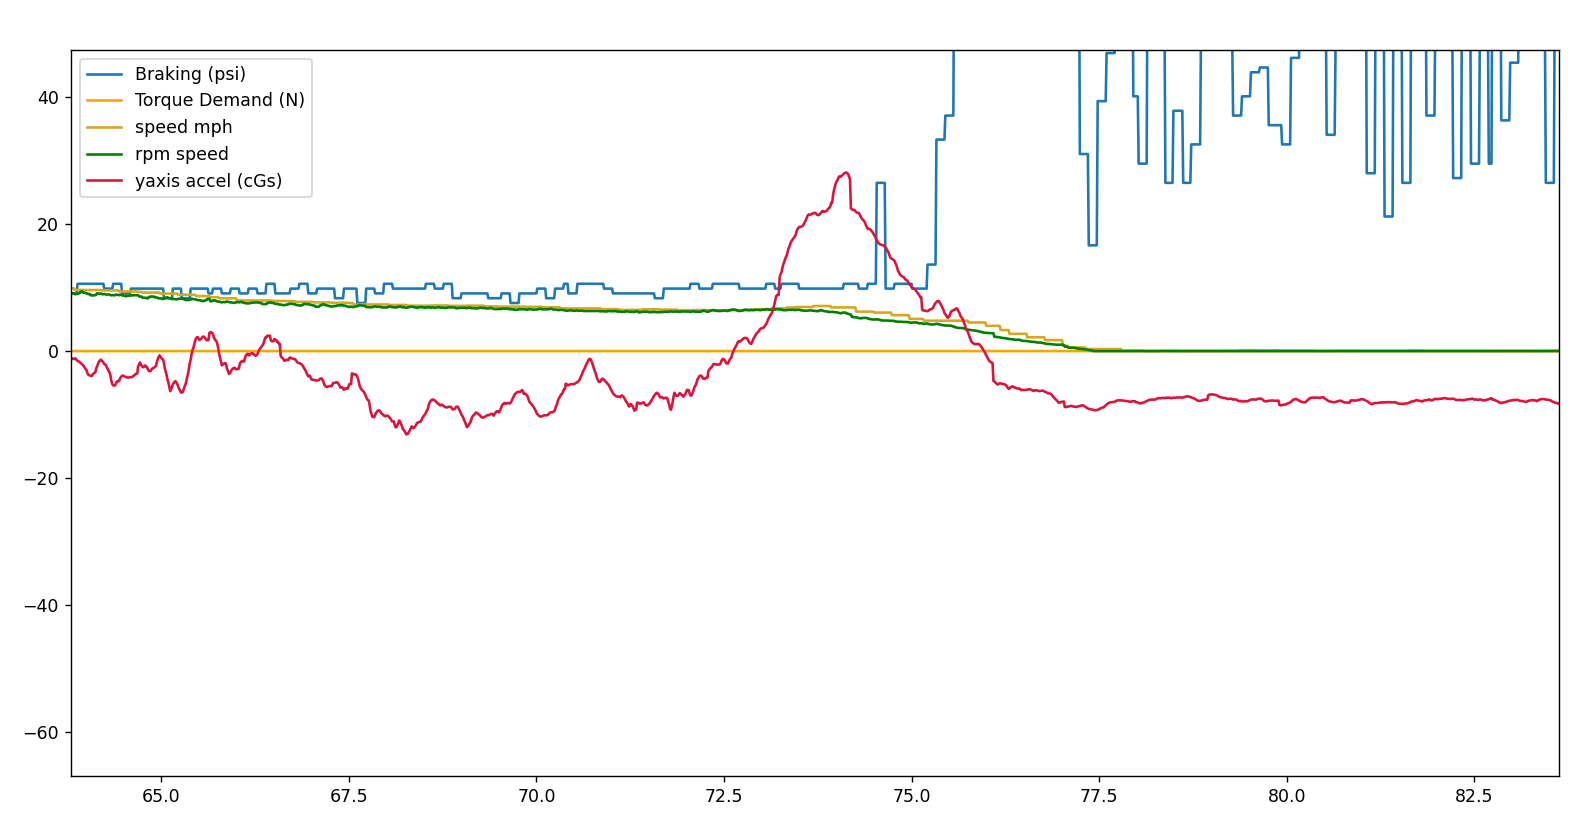 Braking (psi)
Torque Demand (N)
speed mph
rpm speed
yaxis accel (cGs)
40
20
0
−20
−40
−60
65.0 67.5 70.0 72.5 75.0 77.5 80.0 82.5